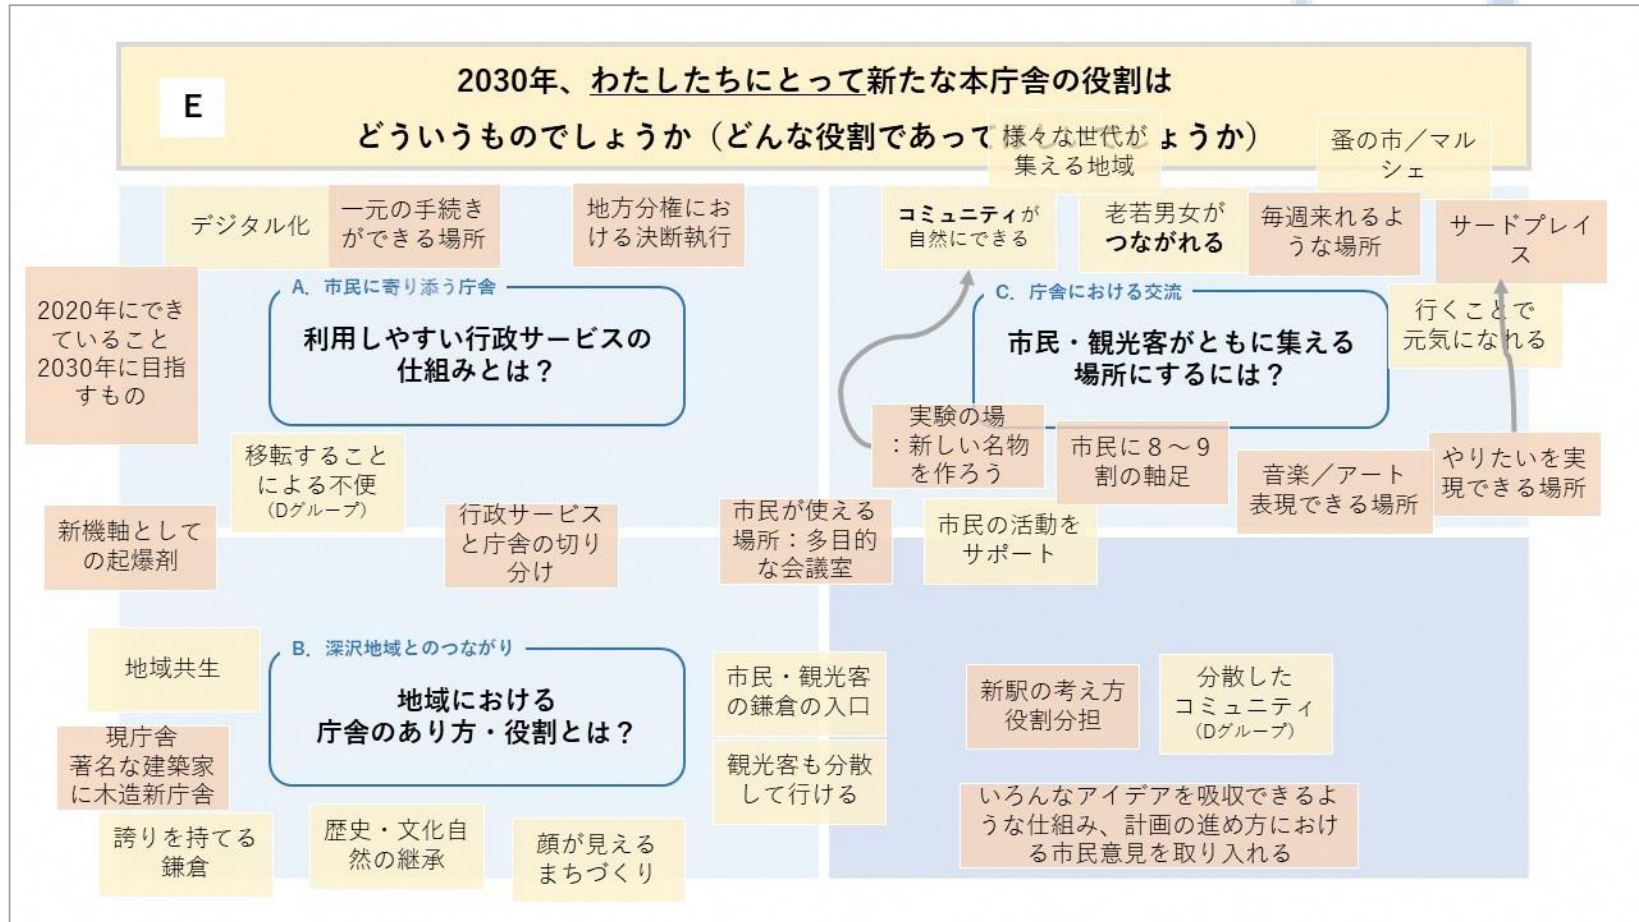 E
2030年、わたしたちにとって新たな本庁舎の役割は
どういうものでしょうか（どんな役割であって
ょうか）
様々な世代が
集える地域
蚤の市／マル
シェ
デジタル化
一元の手続き
ができる場所
地方分権にお
ける決断執行
コミュニティが
自然にできる
老若男女が
つながれる
毎週来れるよ
うな場所
サードプレイ
ス
2020年にでき
ていること
2030年に目指
すもの
A．市民に寄り添う庁舎
利用しやすい行政サービスの
仕組みとは？
C．庁舎における交流
市民・観光客がともに集える
場所にするには？
行くことで
元気になれる
移転すること
による不便
（Dグループ）
実験の場
：新しい名物
を作ろう
市民に８～９
割の軸足
音楽／アート
表現できる場所
やりたいを実
現できる場所
新機軸として
の起爆剤
行政サービス
と庁舎の切り
分け
市民が使える
場所：多目的
な会議室
市民の活動を
サポート
地域共生
B．深沢地域とのつながり
地域における
庁舎のあり方・役割とは？
市民・観光客
の鎌倉の入口
新駅の考え方
役割分担
分散した
コミュニティ
（Dグループ）
現庁舎
著名な建築家
に木造新庁舎
観光客も分散
して行ける
誇りを持てる
鎌倉
歴史・文化自
然の継承
顔が見える
まちづくり
いろんなアイデアを吸収できるよ
うな仕組み、計画の進め方におけ
る市民意見を取り入れる